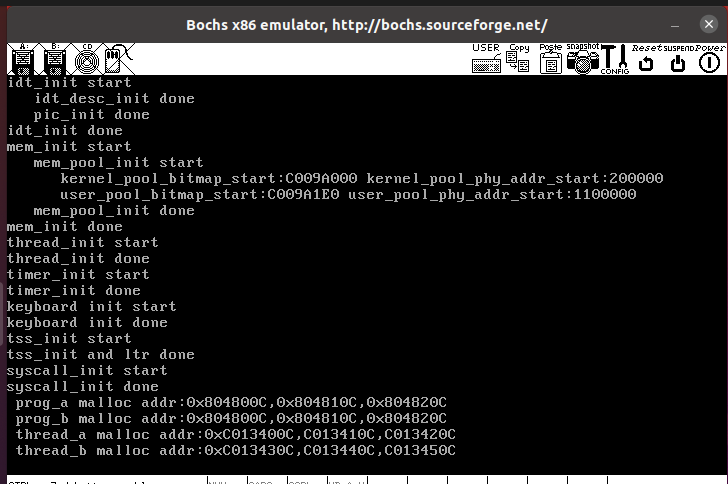 Bochs x86 emulator, http://bochs.sourceforge.net/
A: B: CD USER Copy Paste snapshot CONFIG Reset SUSPEND Power
idt_init start
idt_desc_init done
pic_init done
idt_init done
mem_init start
mem_pool_init start
kernel_pool_bitmap_start:C009A000 kernel_pool_phy_addr_start:200000
user_pool_bitmap_start:C009A1E0 user_pool_phy_addr_start:1100000
mem_pool_init done
mem_init done
thread_init start
thread_init done
timer_init start
timer_init done
keyboard init start
keyboard init done
tss_init start
tss_init and ltr done
syscall_init start
syscall_init done
prog_a malloc addr:0x804800C,0x804810C,0x804820C
prog_b malloc addr:0x804800C,0x804810C,0x804820C
thread_a malloc addr:0xC013400C,C013410C,C013420C
thread_b malloc addr:0xC013430C,C013440C,C013450C